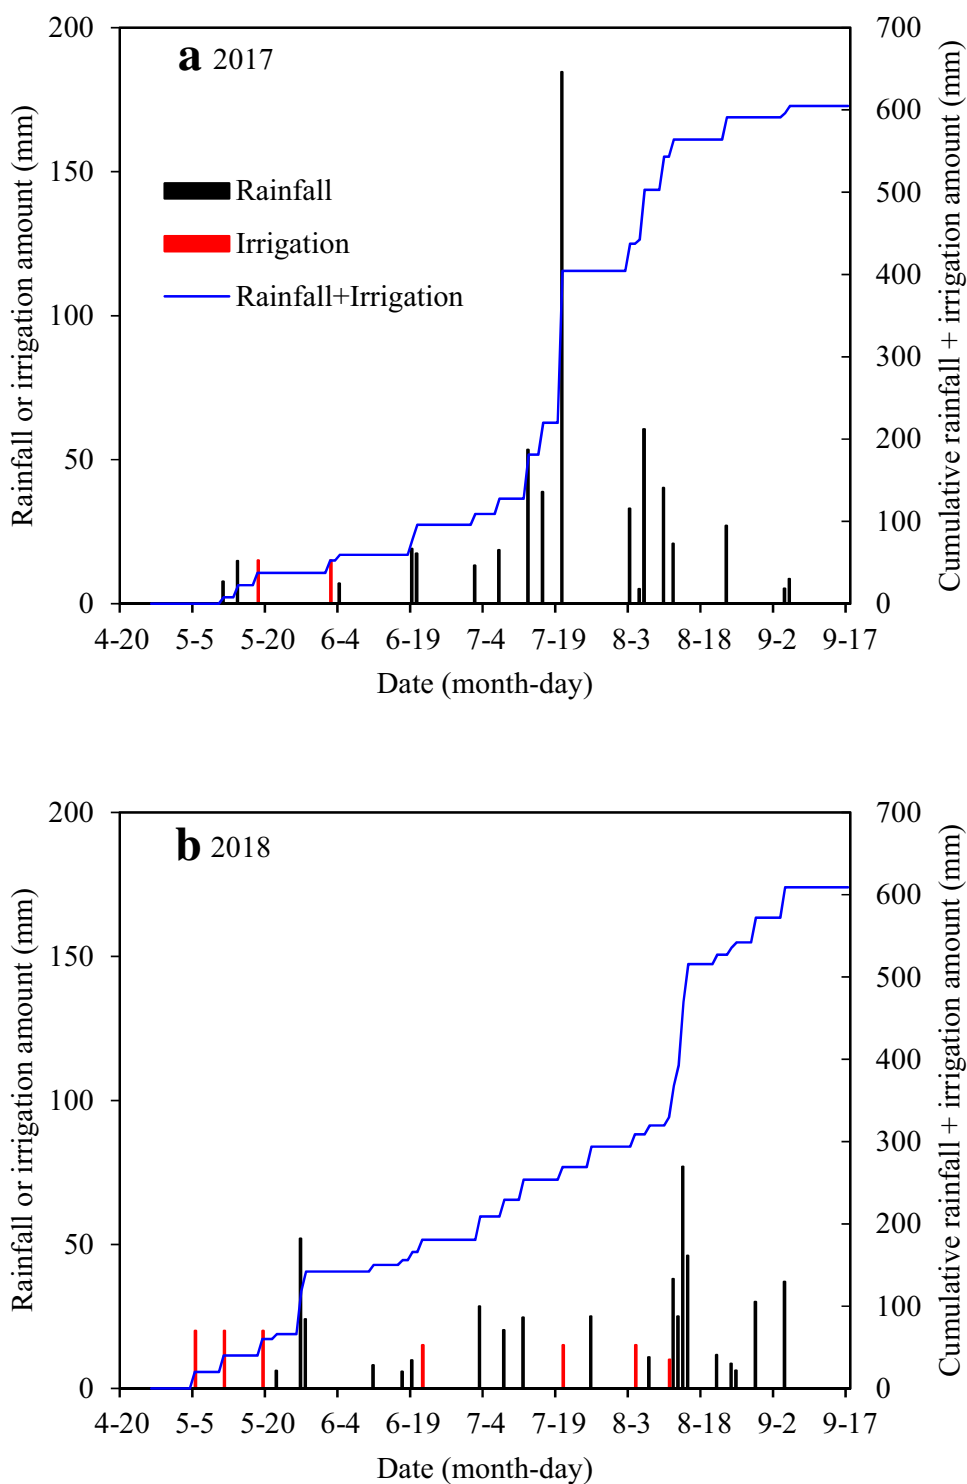 a 2017
Rainfall or irrigation amount (mm)
200
150
100
50
0
Rainfall
Irrigation
Rainfall+Irrigation
700
600
500
400
300
200
100
0
Cumulative rainfall + irrigation amount (mm)
4-20 5-5 5-20 6-4 6-19 7-4 7-19 8-3 8-18 9-2 9-17
Date (month-day)
b 2018
Rainfall or irrigation amount (mm)
200
150
100
50
0
700
600
500
400
300
200
100
0
Cumulative rainfall + irrigation amount (mm)
4-20 5-5 5-20 6-4 6-19 7-4 7-19 8-3 8-18 9-2 9-17
Date (month-day)